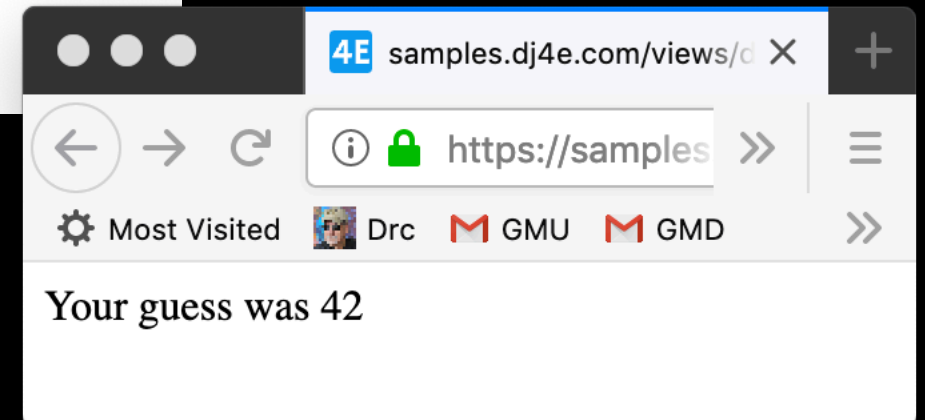 4E samples.dj4e.com/views/d
https://samples
Most Visited Drc GMU GMD
Your guess was 42